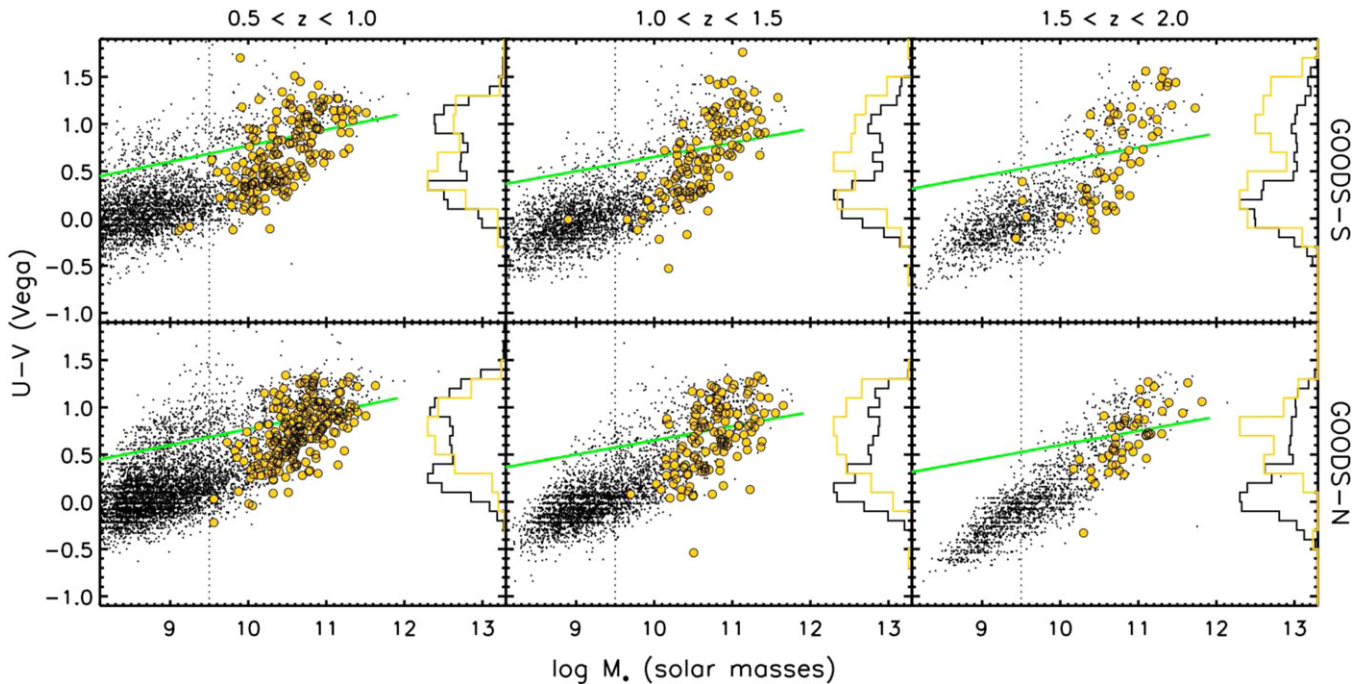 0.5 < z < 1.0 1.0 < z < 1.5 1.5 < z < 2.0
1.5
1.0
0.5
0.0
-0.5
-1.0
GOODS-S
U-V (Vega)
1.5
1.0
0.5
0.0
-0.5
-1.0
GOODS-N
9 10 11 12 13 9 10 11 12 13 9 10 11 12 13
log M* (solar masses)